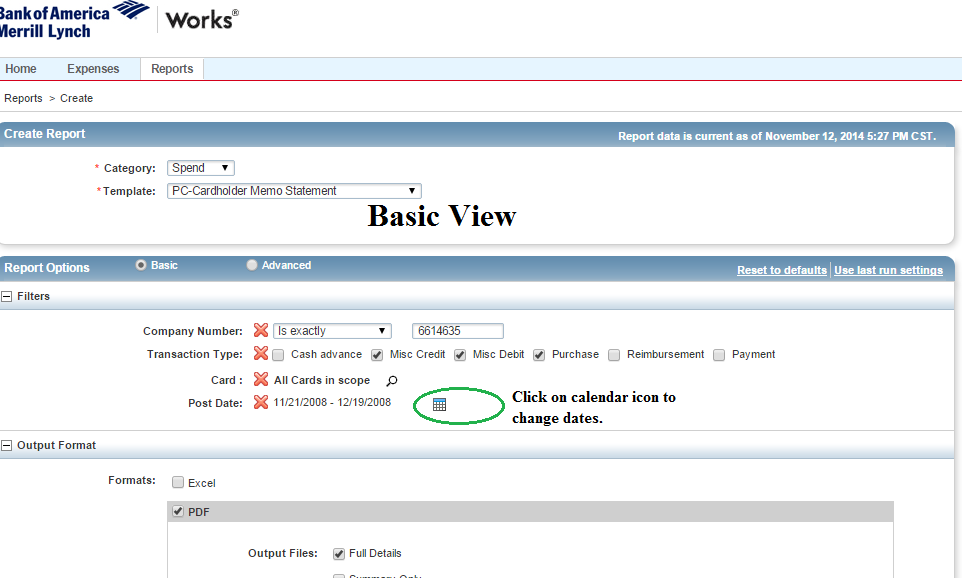 Bank of America
Merrill Lynch
Works®
Home Expenses Reports
Reports > Create
Create Report Report data is current as of November 12, 2014 5:27 PM CST.
* Category: Spend
* Template: PC-Cardholder Memo Statement
Basic View
Report Options Basic Advanced Reset to defaults Use last run settings
Filters
Company Number: Is exactly 6614635
Transaction Type: Cash advance Misc Credit Misc Debit Purchase Reimbursement Payment
Card : All Cards in scope
Post Date: 11/21/2008 - 12/19/2008
Click on calendar icon to
change dates.
Output Format
Formats: Excel
PDF
Output Files: Full Details
Summary Only